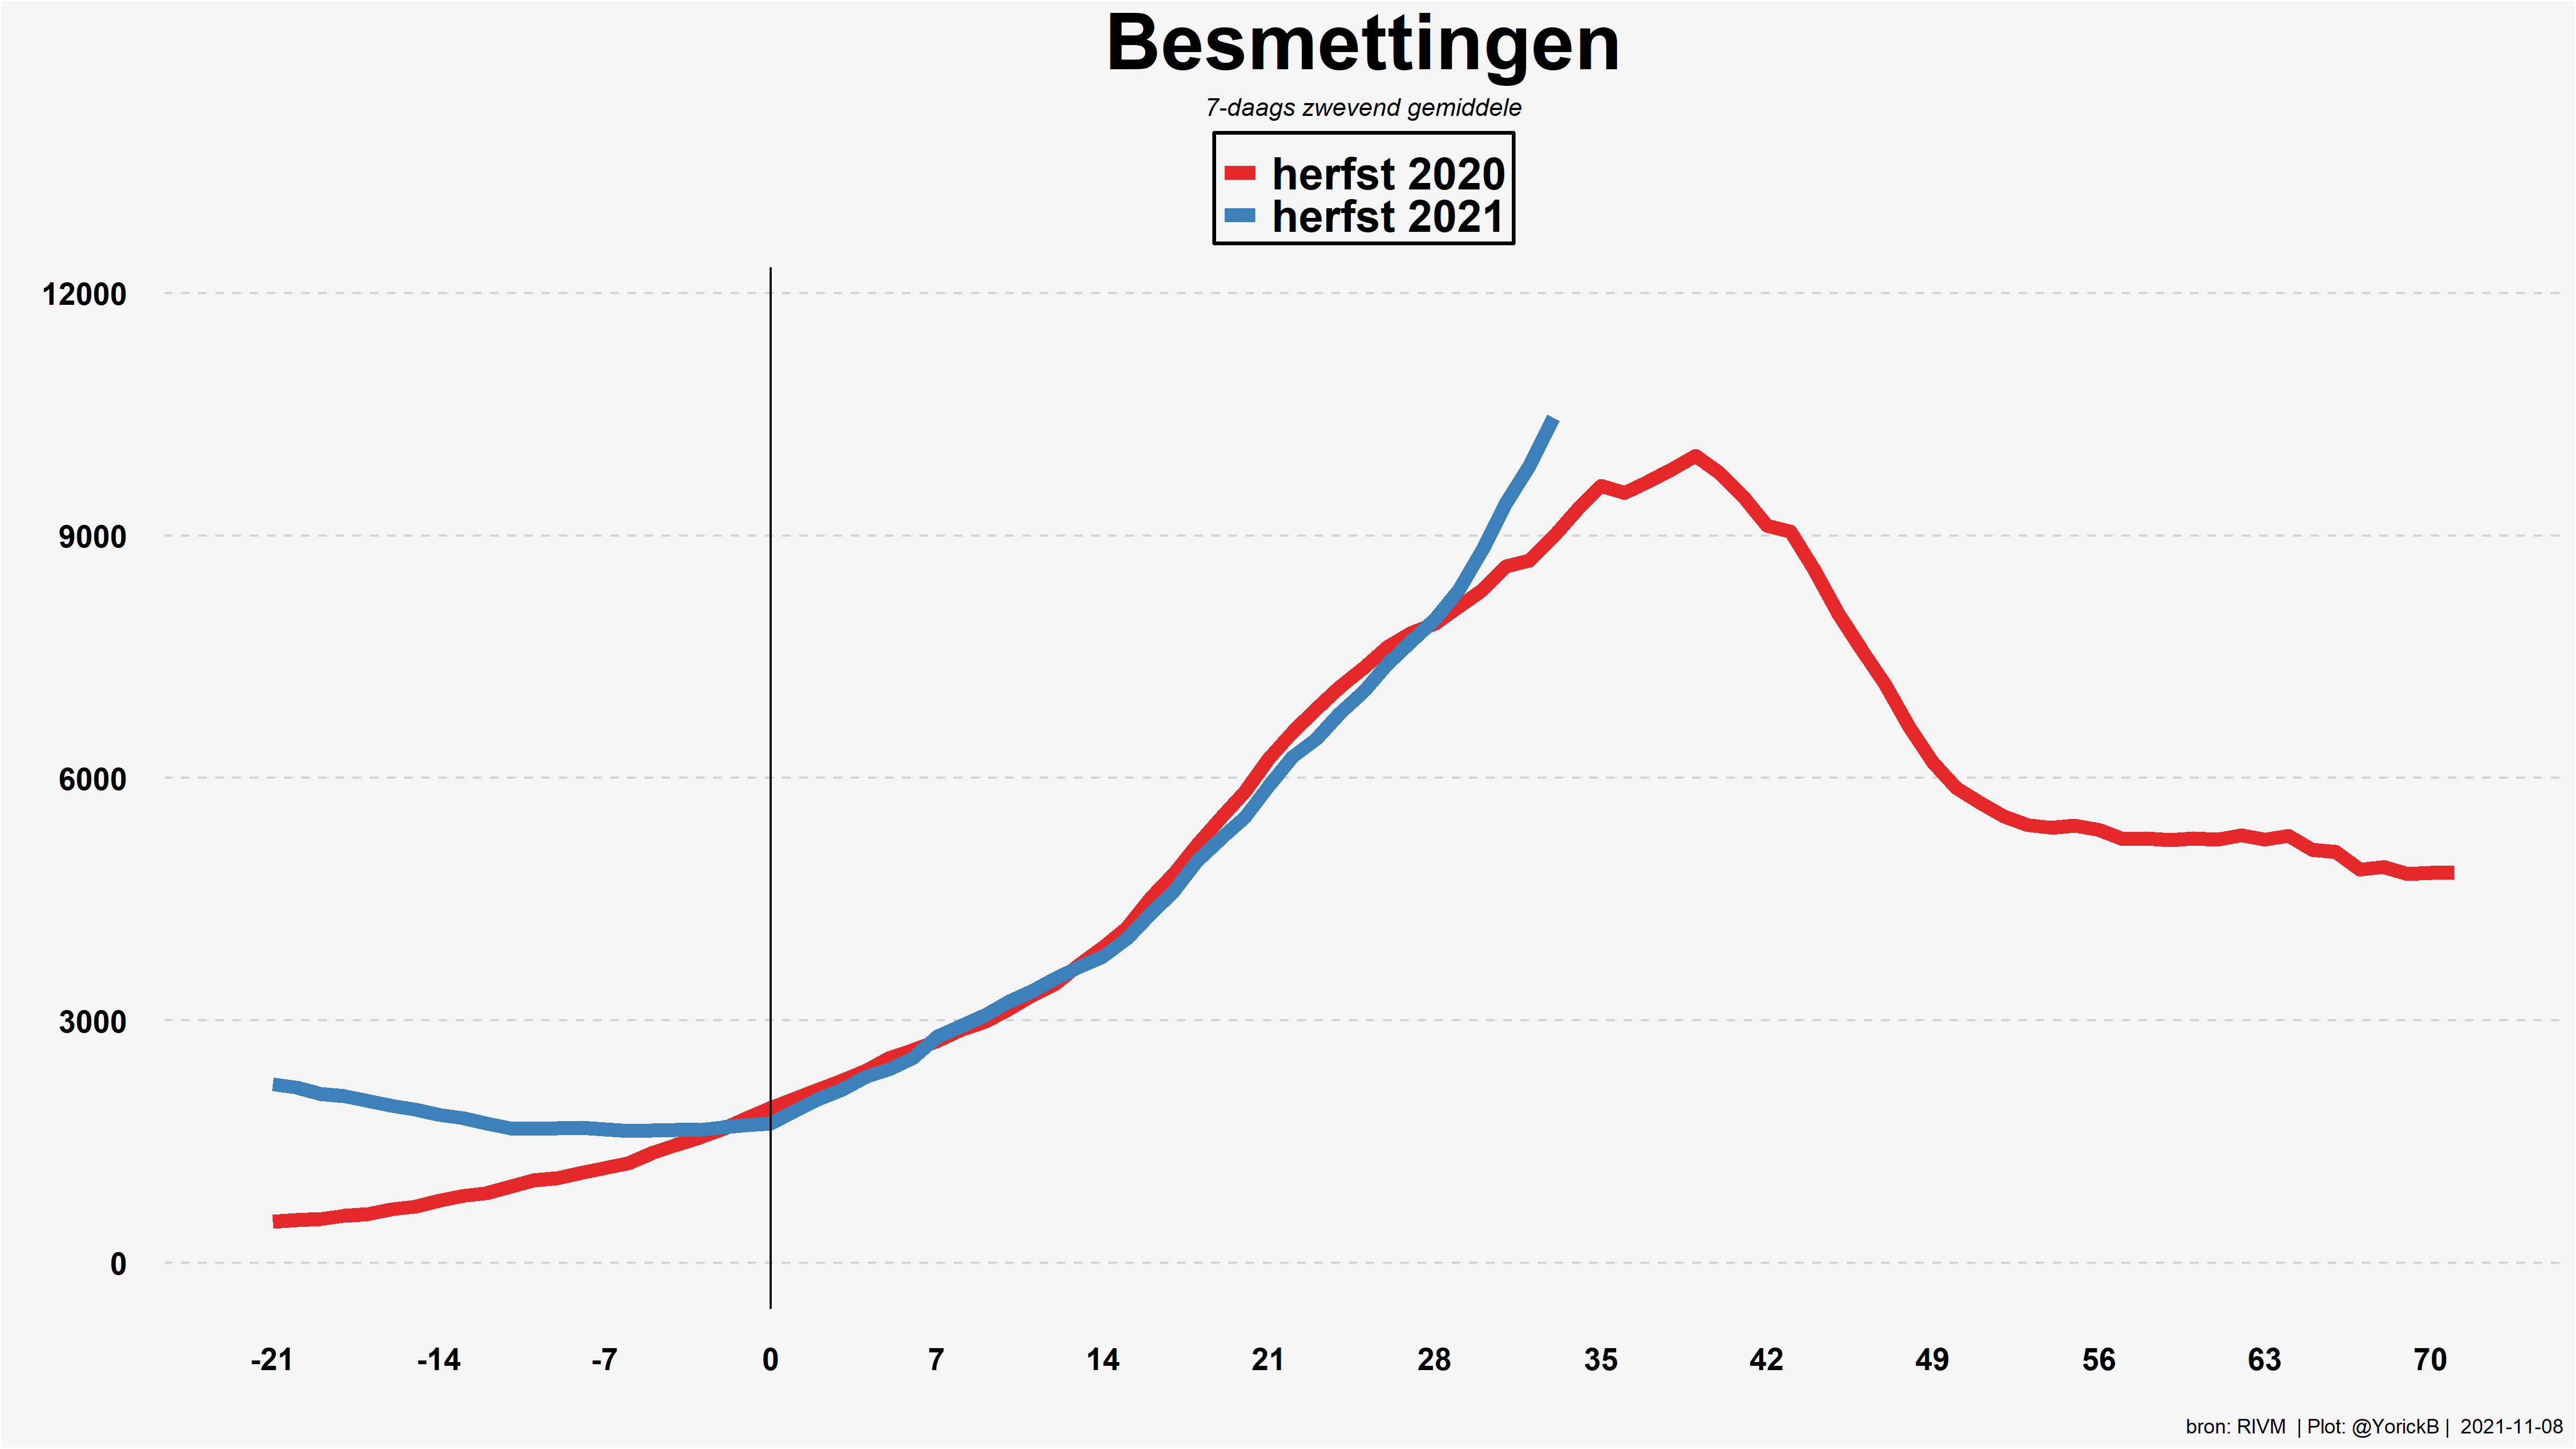 Besmettingen
7-daags zwevend gemiddele
herfst 2020
herfst 2021
12000
9000
6000
3000
0
-21 -14 -7 0 7 14 21 28 35 42 49 56 63 70
bron: RIVM | Plot: @YorickB | 2021-11-08